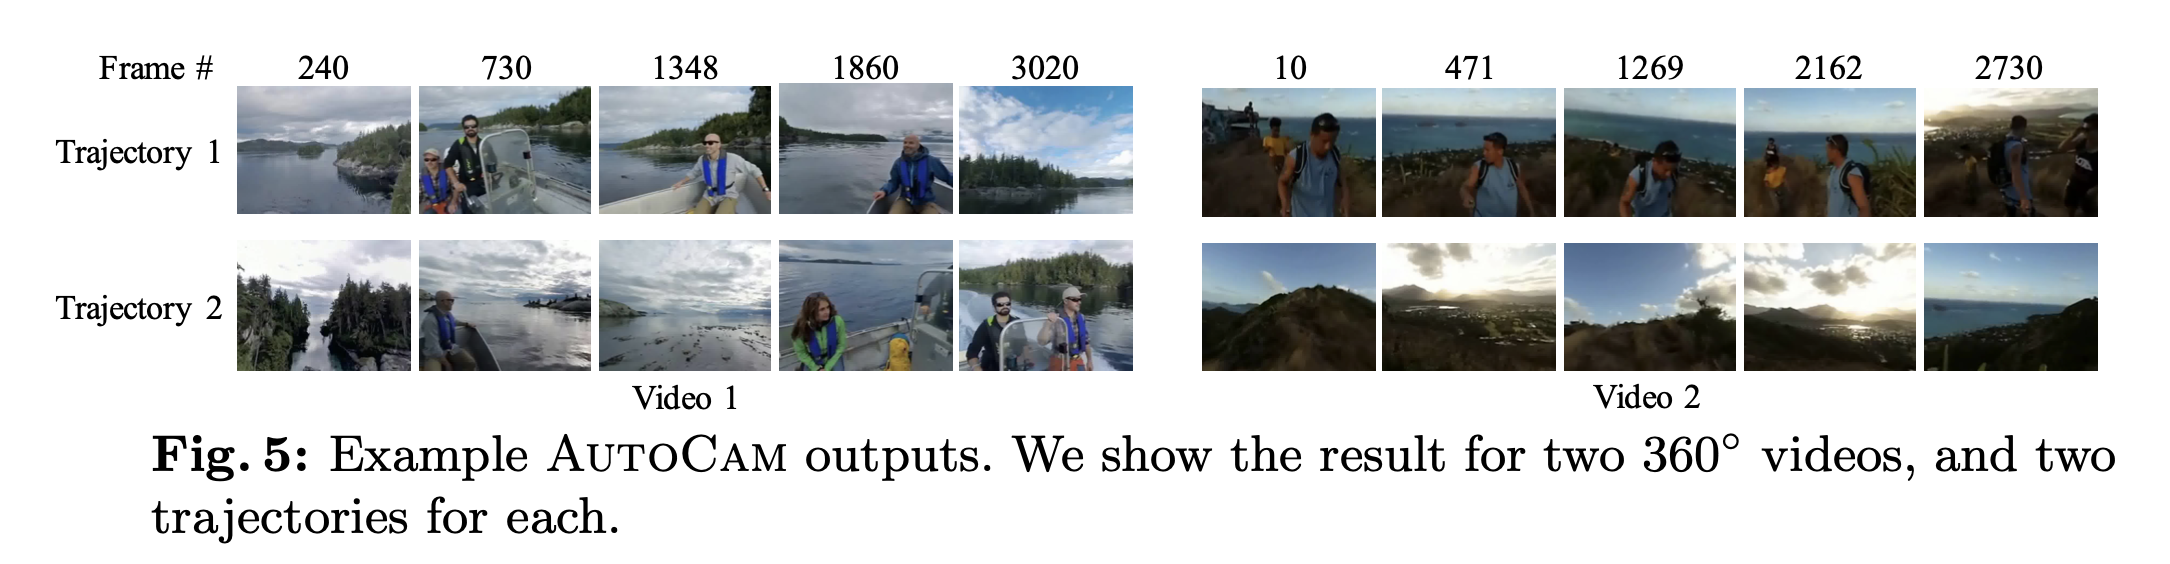 Frame # 240 730 1348 1860 3020 10 471 1269 2162 2730
Trajectory 1
Trajectory 2
Video 1 Video 2
Fig. 5: Example AUTOCAM outputs. We show the result for two 360° videos, and two
trajectories for each.